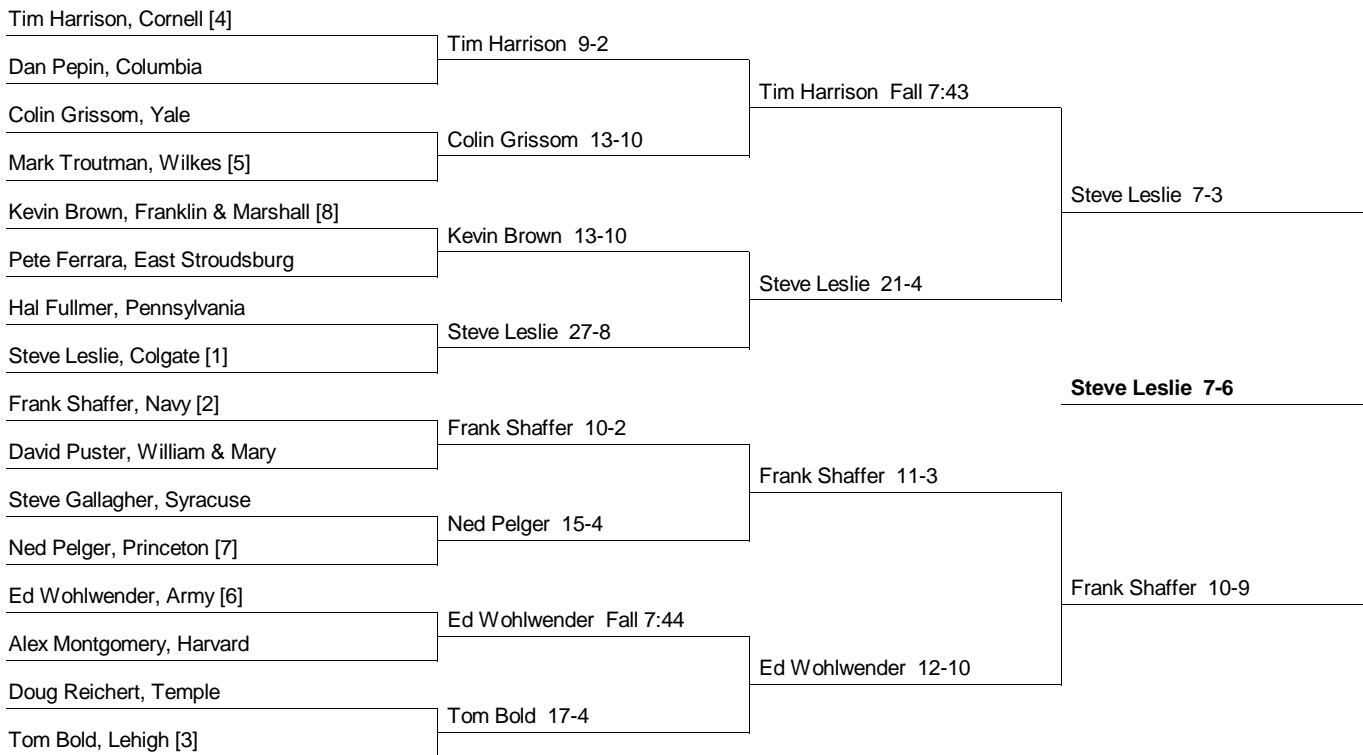 Tim Harrison, Cornell [4]
Dan Pepin, Columbia
Colin Grissom, Yale
Mark Troutman, Wilkes [5]
Kevin Brown, Franklin & Marshall [8]
Pete Ferrara, East Stroudsburg
Hal Fullmer, Pennsylvania
Steve Leslie, Colgate [1]
Frank Shaffer, Navy [2]
David Puster, William & Mary
Steve Gallagher, Syracuse
Ned Pelger, Princeton [7]
Ed Wohlwender, Army [6]
Alex Montgomery, Harvard
Doug Reichert, Temple
Tom Bold, Lehigh [3]
Tim Harrison 9-2
Colin Grissom 13-10
Kevin Brown 13-10
Steve Leslie 27-8
Frank Shaffer 10-2
Ned Pelger 15-4
Ed Wohlwender Fall 7:44
Tom Bold 17-4
Tim Harrison Fall 7:43
Steve Leslie 21-4
Frank Shaffer 11-3
Ed Wohlwender 12-10
Steve Leslie 7-3
Steve Leslie 7-6
Frank Shaffer 10-9